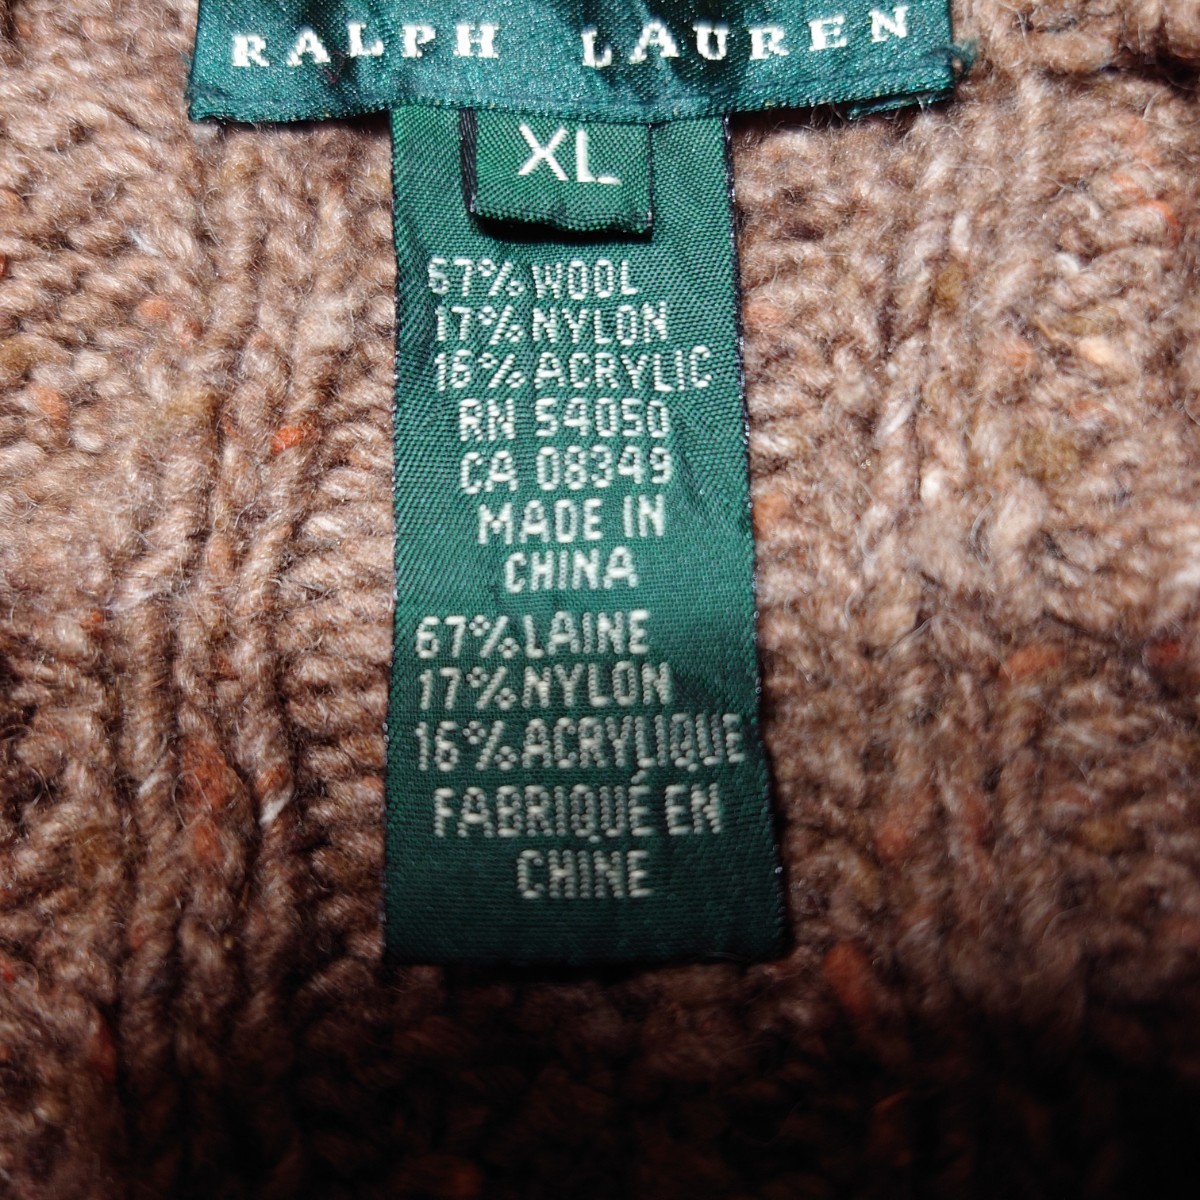 RALPH LAUREN
XL
67% WOOL
17% NYLON
16% ACRYLIC
RN 54050
CA 08349
MADE IN
CHINA
67% LAINE
17% NYLON
16% ACRYLIQUE
FABRIQUÉ EN
CHINE